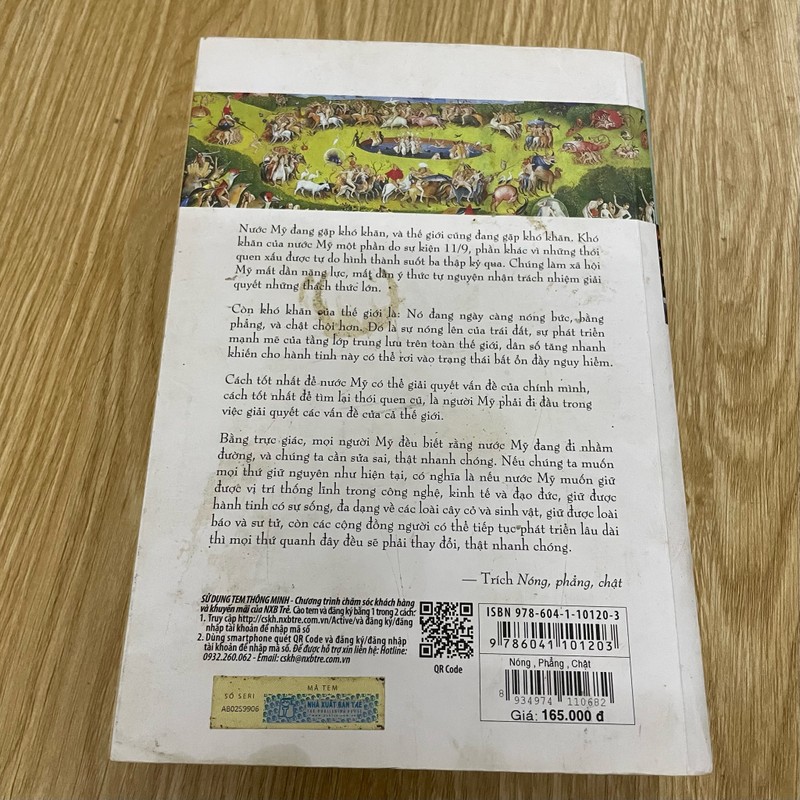 Nước Mỹ đang gặp khó khăn, và thế giới cũng đang gặp khó khăn. Khó
khăn của nước Mỹ một phần do sự kiện 11/9, phần khác vì những thói
quen xấu được tự do hình thành suốt ba thập kỷ qua. Chúng làm xã hội
Mỹ mất dần năng lực, mất dần ý thức tự nguyện nhận trách nhiệm giải
quyết những thách thức lớn.
Còn khó khăn của thế giới là: Nó đang ngày càng nóng bức, bằng
phẳng, và chật chội hơn. Đó là sự nóng lên của trái đất, sự phát triển
mạnh mẽ của tầng lớp trung lưu trên toàn thế giới, dân số tăng nhanh
khiến cho hành tinh này có thể rơi vào trạng thái bất ổn đầy nguy hiểm.
Cách tốt nhất để nước Mỹ có thể giải quyết vấn đề của chính mình,
cách tốt nhất để tìm lại thói quen cũ, là người Mỹ phải đi đầu trong
việc giải quyết các vấn đề của cả thế giới.
Bằng trực giác, mọi người Mỹ đều biết rằng nước Mỹ đang đi nhầm
đường, và chúng ta cần sửa sai, thật nhanh chóng. Nếu chúng ta muốn
mọi thứ giữ nguyên như hiện tại, có nghĩa là nếu nước Mỹ muốn giữ
được vị trí thống lĩnh trong công nghệ, kinh tế và đạo đức, giữ được
hành tinh có sự sống, đa dạng về các loài cây cỏ và sinh vật, giữ được loài
báo và sư tử, còn các cộng đồng người có thể tiếp tục phát triển lâu dài
thì mọi thứ quanh đây đều sẽ phải thay đổi, thật nhanh chóng.
— Trích Nóng, phẳng, chật
SỬ DỤNG TEM THÔNG MINH - Chương trình chăm sóc khách hàng
và khuyến mãi của NXB Trẻ. Cào tem và đăng ký bằng 1 trong 2 cách:
1. Truy cập http://cskh.nxbtre.com.vn/Active/và đăng ký/đăng
nhập tài khoản để nhập mã số
2. Dùng smartphone quét QR Code và đăng ký/đăng nhập
tài khoản để nhập mã số. Để được hỗ trợ xin liên hệ: Hotline:
0932.260.062 - Email: cskh@nxbtre.com.vn
QR Code
MÃ TEM
SỐ SERI
AB0259906
NHÀ XUẤT BẢN TRẺ
ISBN 978-604-1-10120-3
9 786041 101203
Nóng , Phẳng , Chật
8 934974 110682
Giá: 165.000 đ